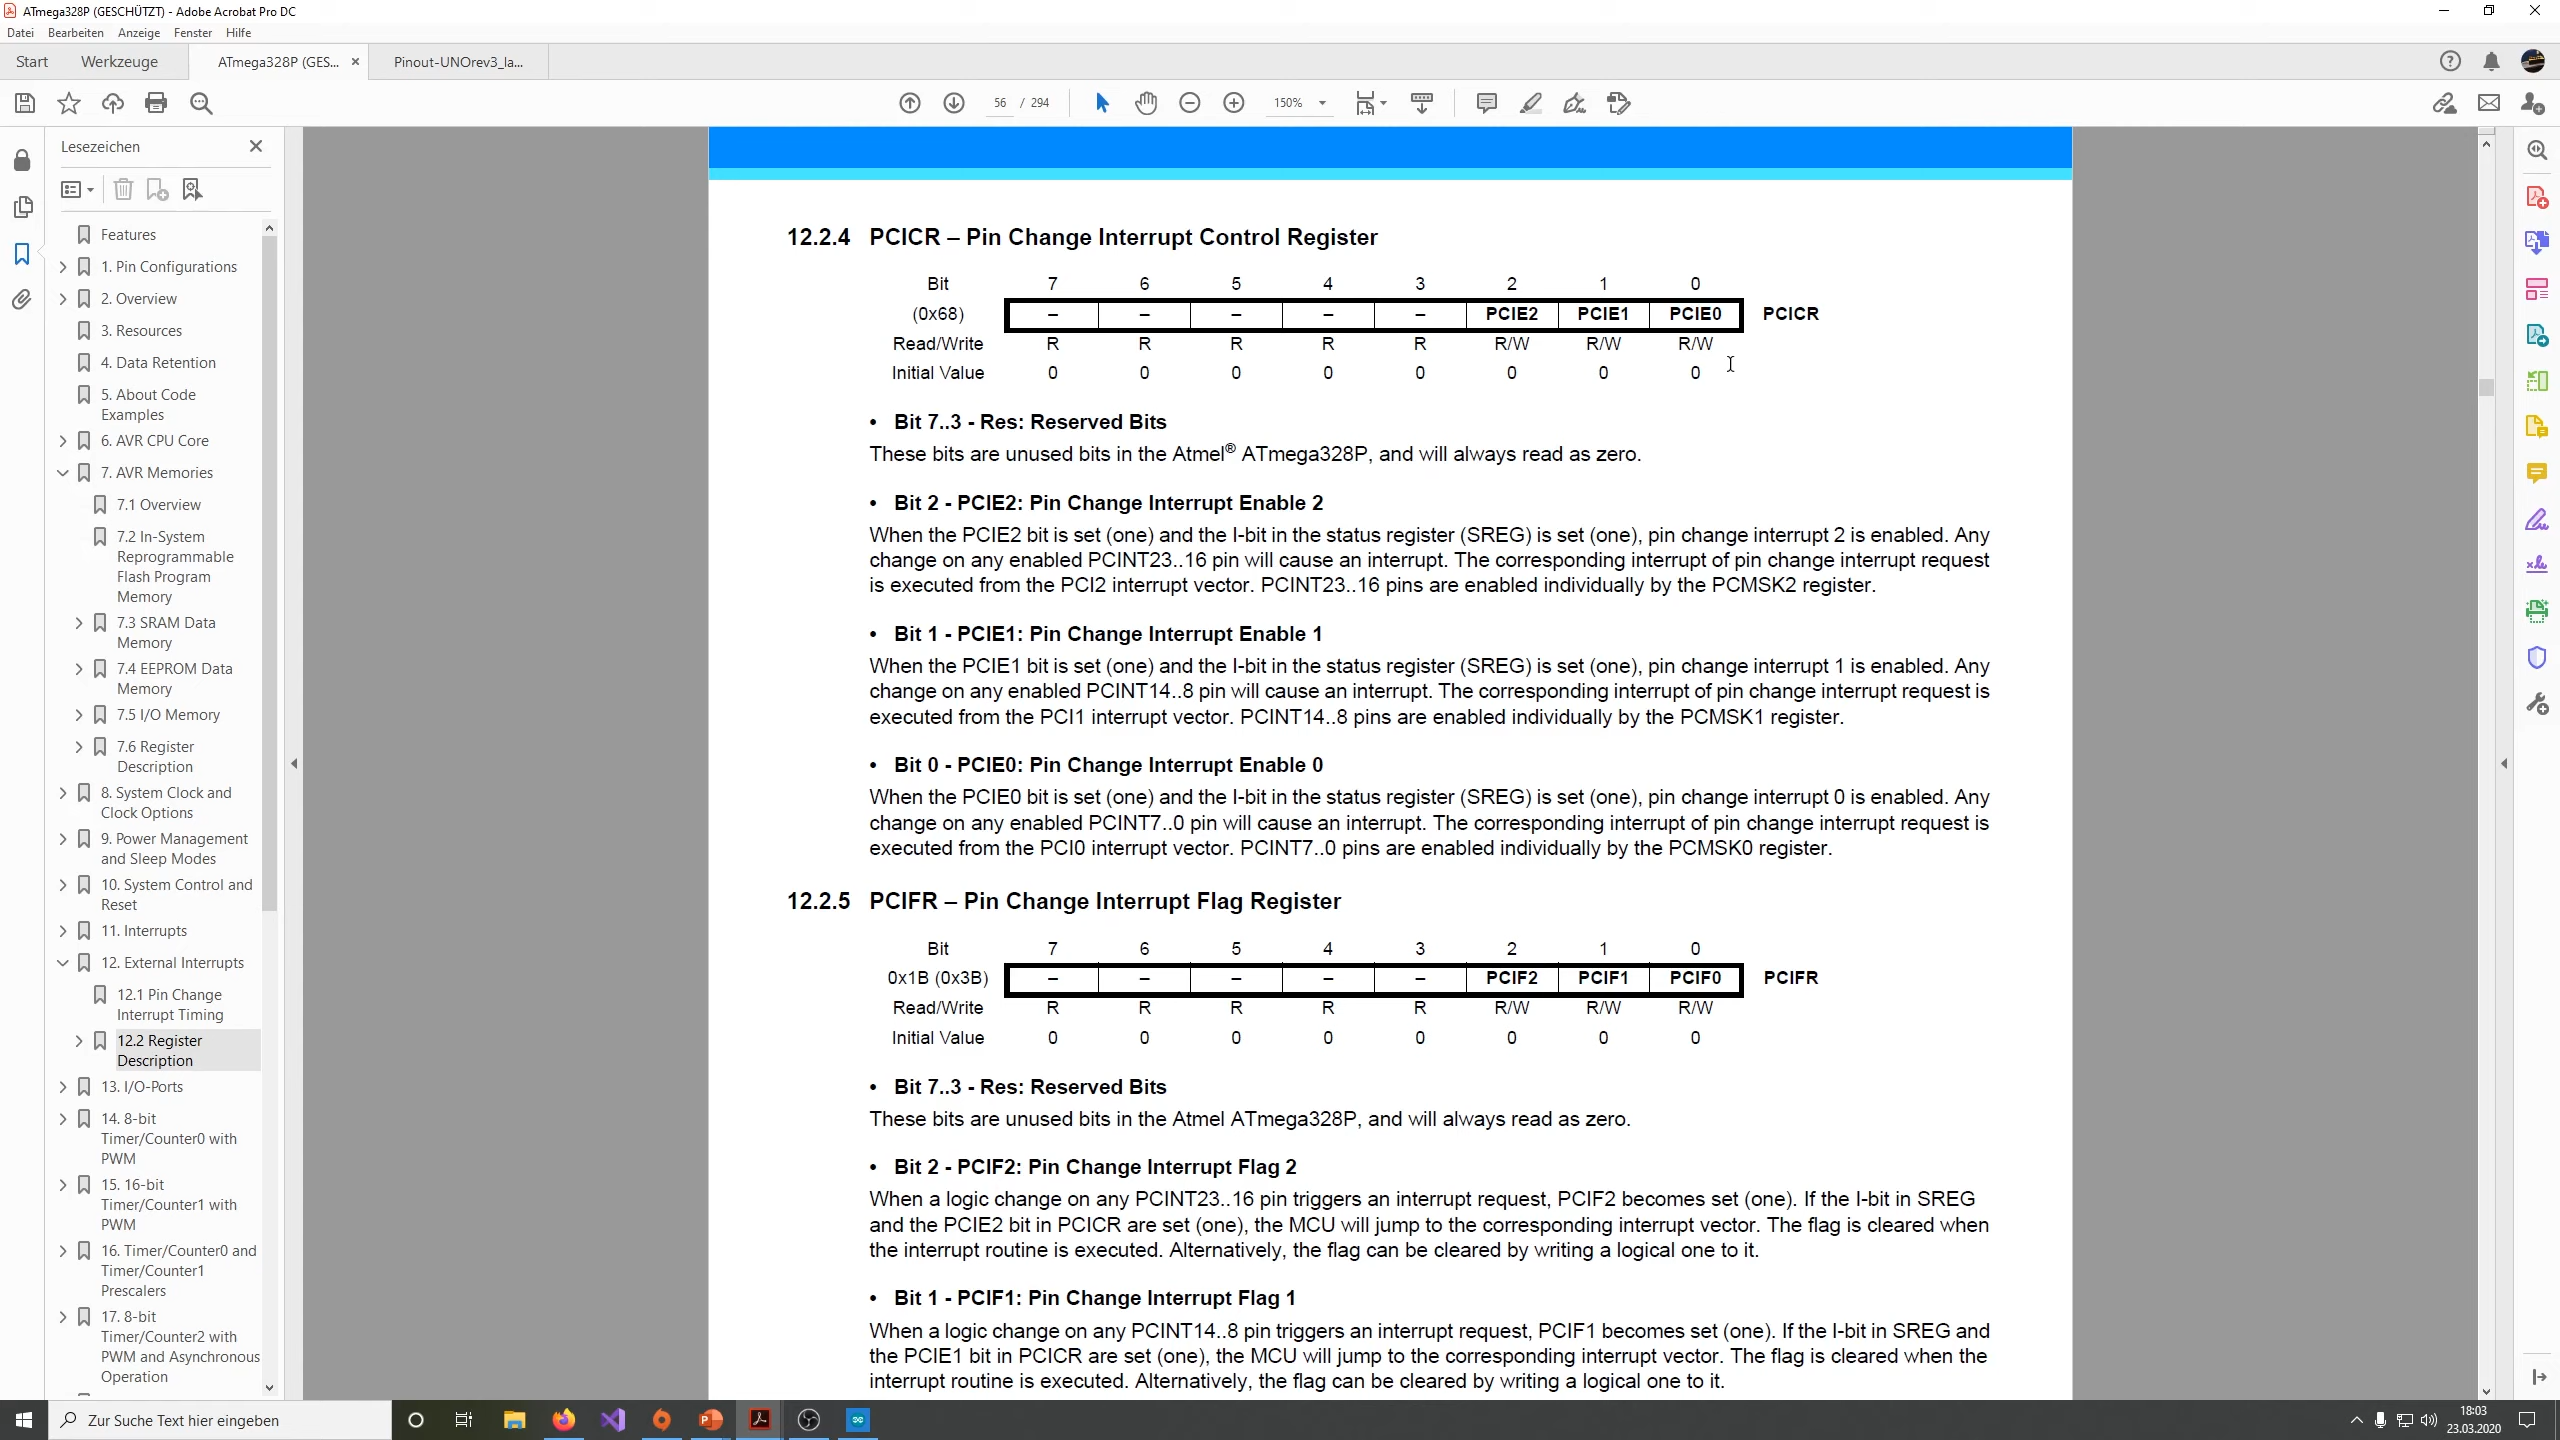 ATmega328P (GESCHÜTZT) - Adobe Acrobat Pro DC
Datei Bearbeiten Anzeige Fenster Hilfe
Start Werkzeuge ATmega328P (GES... Pinout-UNOrev3_la...
56 / 294 150%
Lesezeichen
Features
1. Pin Configurations
2. Overview
3. Resources
4. Data Retention
5. About Code
Examples
6. AVR CPU Core
7. AVR Memories
7.1 Overview
7.2 In-System
Reprogrammable
Flash Program
Memory
7.3 SRAM Data
Memory
7.4 EEPROM Data
Memory
7.5 I/O Memory
7.6 Register
Description
8. System Clock and
Clock Options
9. Power Management
and Sleep Modes
10. System Control and
Reset
11. Interrupts
12. External Interrupts
12.1 Pin Change
Interrupt Timing
12.2 Register
Description
13. I/O-Ports
14. 8-bit
Timer/Counter0 with
PWM
15. 16-bit
Timer/Counter1 with
PWM
16. Timer/Counter0 and
Timer/Counter1
Prescalers
17. 8-bit
Timer/Counter2 with
PWM and Asynchronous
Operation
12.2.4 PCICR – Pin Change Interrupt Control Register
Bit 7 6 5 4 3 2 1 0
(0x68) – – – – – PCIE2 PCIE1 PCIE0 PCICR
Read/Write R R R R R R/W R/W R/W
Initial Value 0 0 0 0 0 0 0 0
• Bit 7..3 - Res: Reserved Bits
These bits are unused bits in the Atmel® ATmega328P, and will always read as zero.
• Bit 2 - PCIE2: Pin Change Interrupt Enable 2
When the PCIE2 bit is set (one) and the I-bit in the status register (SREG) is set (one), pin change interrupt 2 is enabled. Any
change on any enabled PCINT23..16 pin will cause an interrupt. The corresponding interrupt of pin change interrupt request
is executed from the PCI2 interrupt vector. PCINT23..16 pins are enabled individually by the PCMSK2 register.
• Bit 1 - PCIE1: Pin Change Interrupt Enable 1
When the PCIE1 bit is set (one) and the I-bit in the status register (SREG) is set (one), pin change interrupt 1 is enabled. Any
change on any enabled PCINT14..8 pin will cause an interrupt. The corresponding interrupt of pin change interrupt request is
executed from the PCI1 interrupt vector. PCINT14..8 pins are enabled individually by the PCMSK1 register.
• Bit 0 - PCIE0: Pin Change Interrupt Enable 0
When the PCIE0 bit is set (one) and the I-bit in the status register (SREG) is set (one), pin change interrupt 0 is enabled. Any
change on any enabled PCINT7..0 pin will cause an interrupt. The corresponding interrupt of pin change interrupt request is
executed from the PCI0 interrupt vector. PCINT7..0 pins are enabled individually by the PCMSK0 register.
12.2.5 PCIFR – Pin Change Interrupt Flag Register
Bit 7 6 5 4 3 2 1 0
0x1B (0x3B) – – – – – PCIF2 PCIF1 PCIF0 PCIFR
Read/Write R R R R R R/W R/W R/W
Initial Value 0 0 0 0 0 0 0 0
• Bit 7..3 - Res: Reserved Bits
These bits are unused bits in the Atmel ATmega328P, and will always read as zero.
• Bit 2 - PCIF2: Pin Change Interrupt Flag 2
When a logic change on any PCINT23..16 pin triggers an interrupt request, PCIF2 becomes set (one). If the I-bit in SREG
and the PCIE2 bit in PCICR are set (one), the MCU will jump to the corresponding interrupt vector. The flag is cleared when
the interrupt routine is executed. Alternatively, the flag can be cleared by writing a logical one to it.
• Bit 1 - PCIF1: Pin Change Interrupt Flag 1
When a logic change on any PCINT14..8 pin triggers an interrupt request, PCIF1 becomes set (one). If the I-bit in SREG and
the PCIE1 bit in PCICR are set (one), the MCU will jump to the corresponding interrupt vector. The flag is cleared when the
interrupt routine is executed. Alternatively, the flag can be cleared by writing a logical one to it.
Zur Suche Text hier eingeben
18:03
23.03.2020